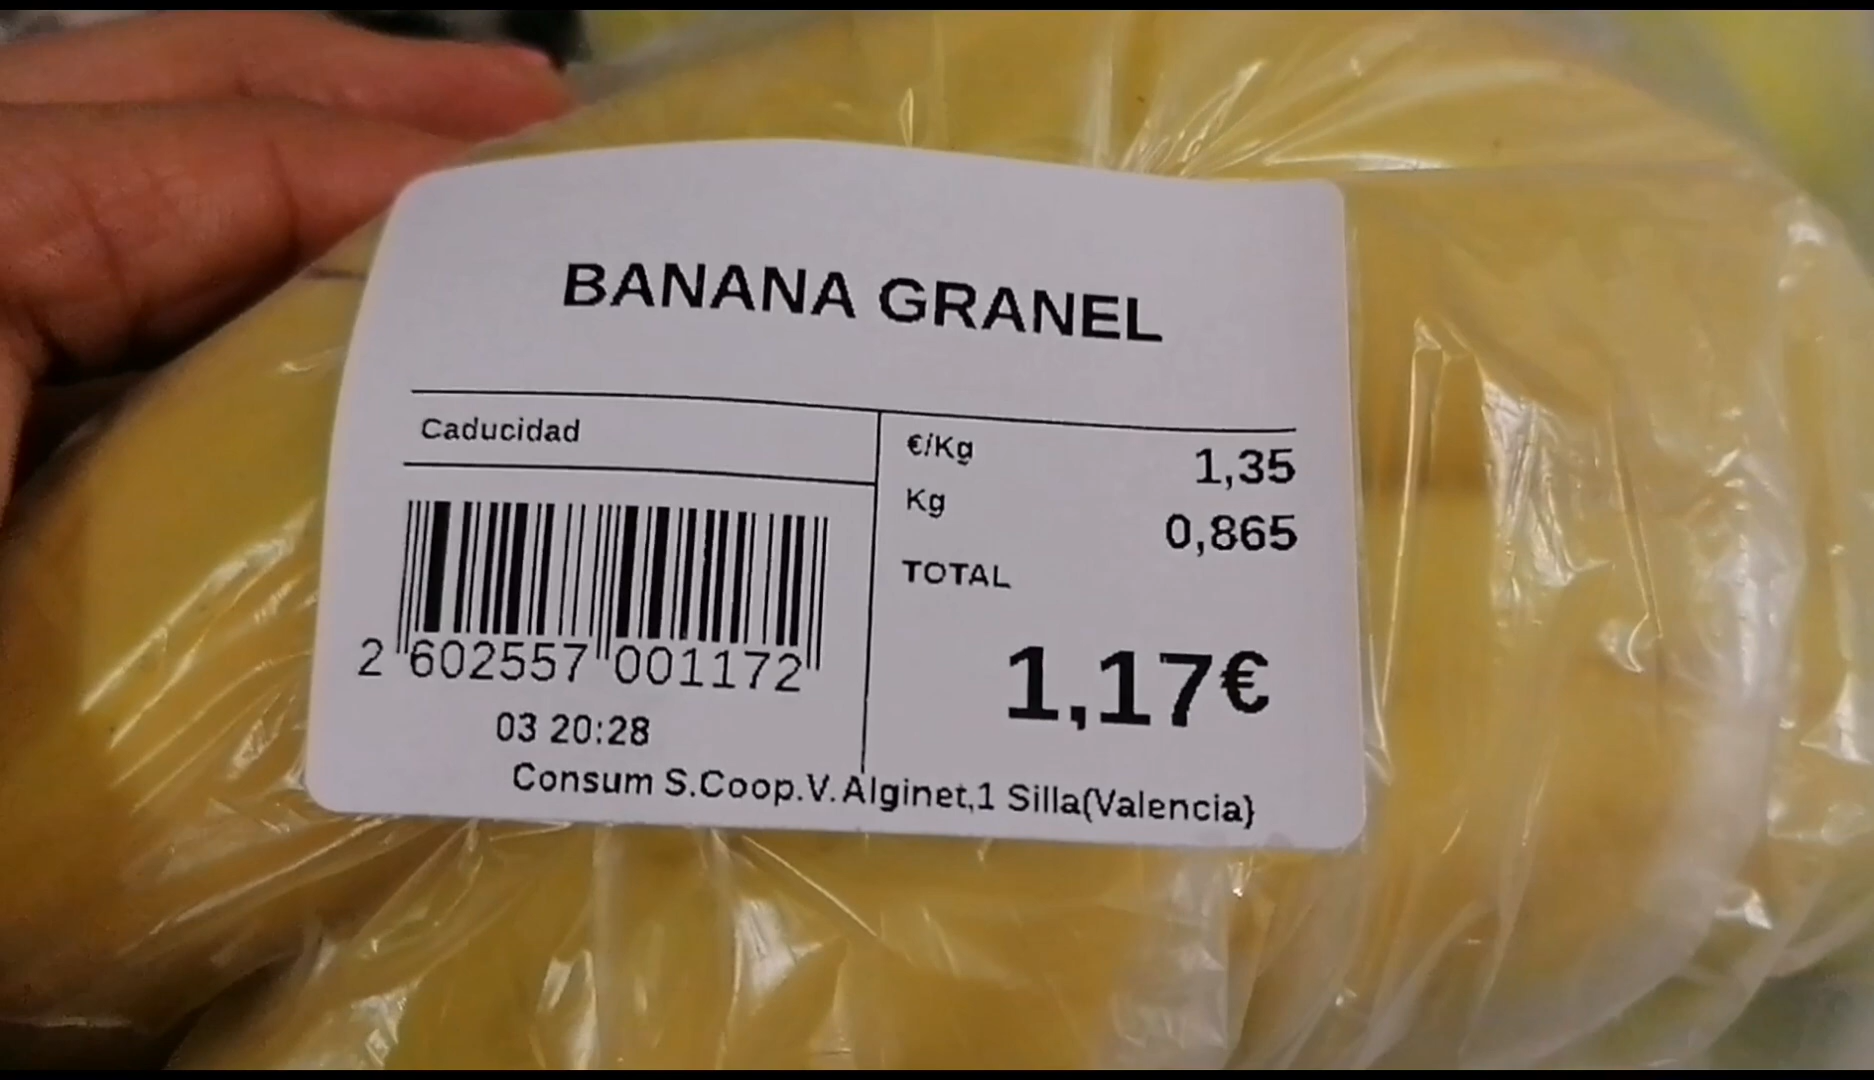 BANANA GRANEL
Caducidad
€/Kg 1,35
Kg 0,865
TOTAL
1,17€
2 602557 001172
03 20:28
Consum S.Coop.V.Alginet,1 Silla(Valencia}